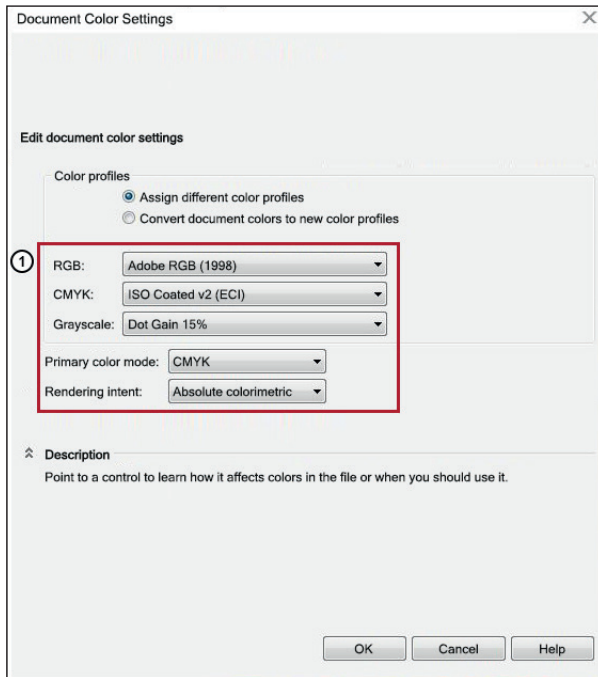 Document Color Settings
Edit document color settings
Color profiles
Assign different color profiles
Convert document colors to new color profiles
1
RGB: Adobe RGB (1998)
CMYK: ISO Coated v2 (ECI)
Grayscale: Dot Gain 15%
Primary color mode: CMYK
Rendering intent: Absolute colorimetric
Description
Point to a control to learn how it affects colors in the file or when you should use it.
OK Cancel Help